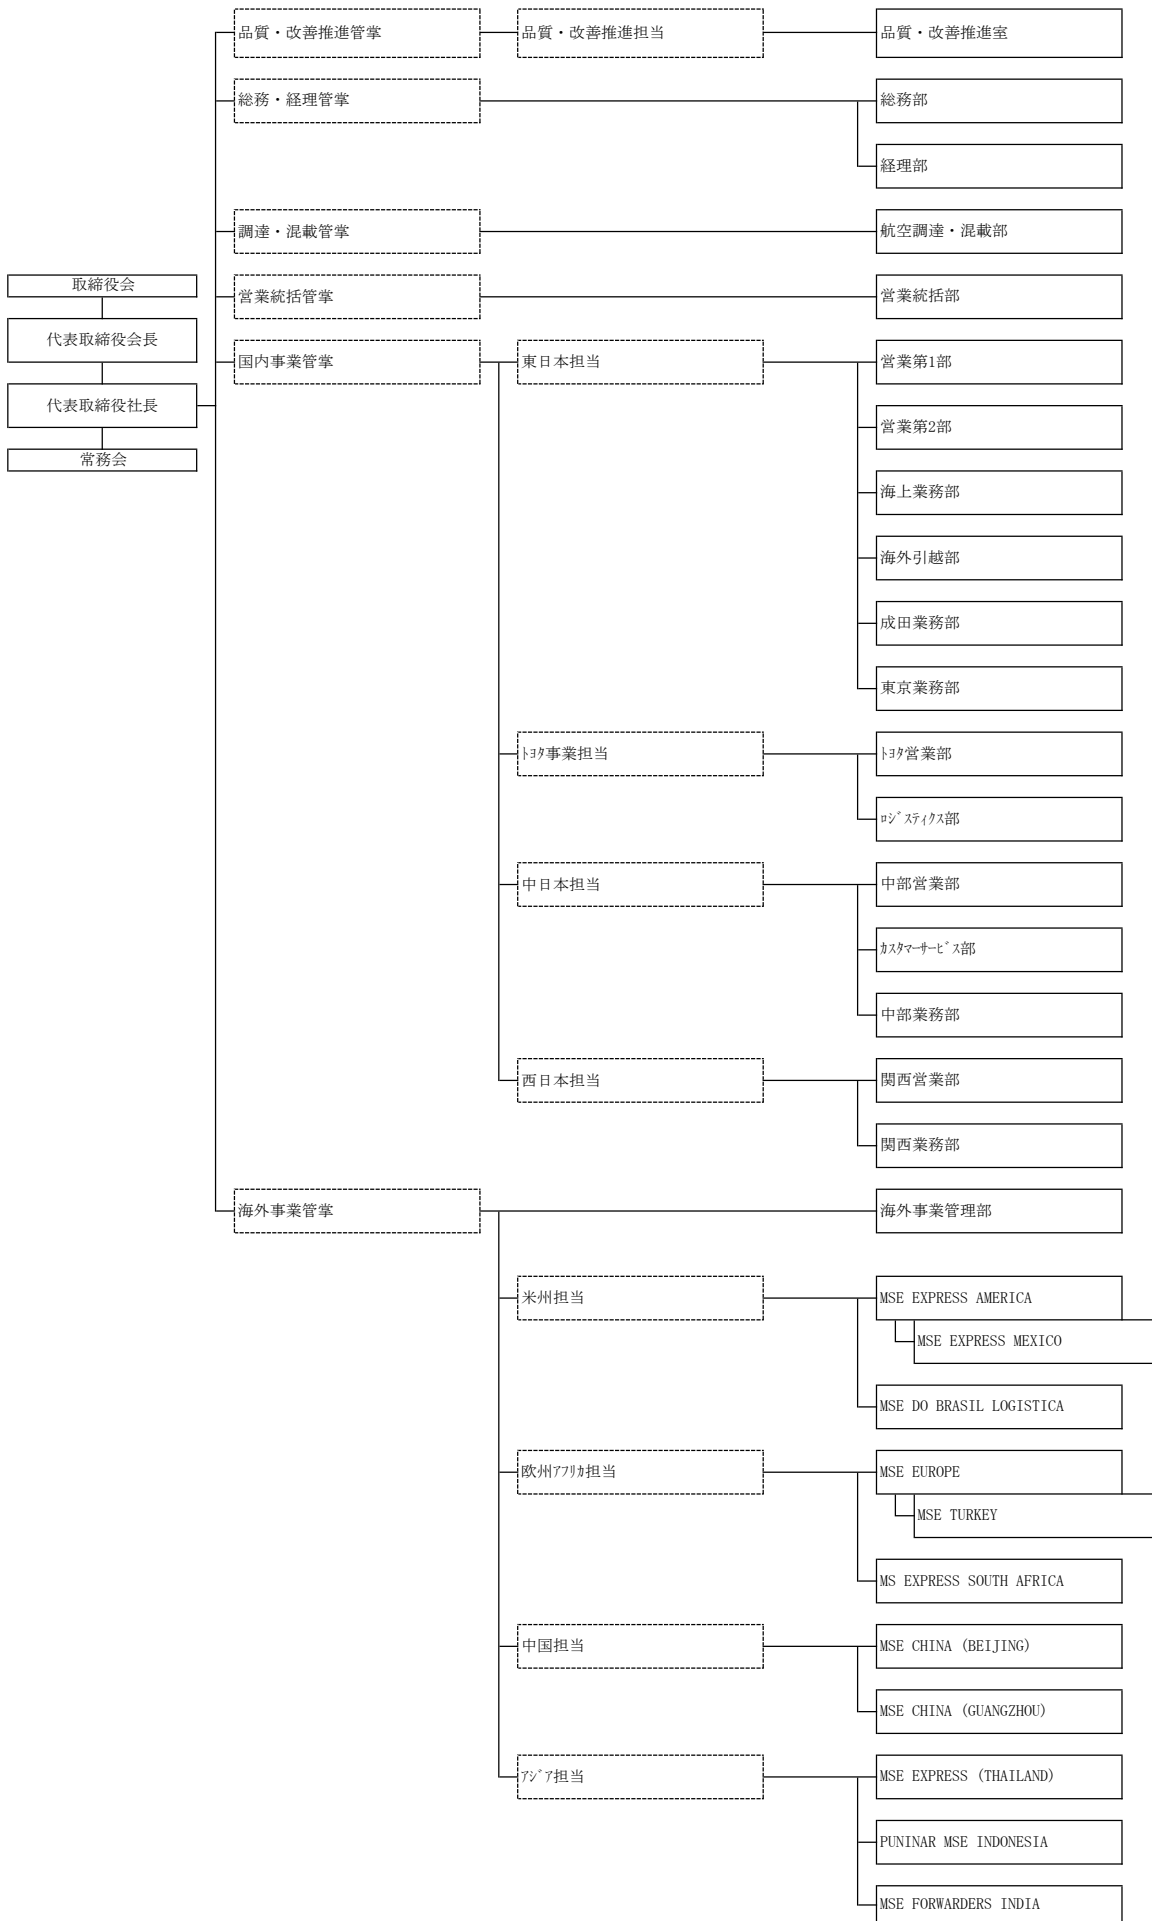 取締役会
代表取締役会長
代表取締役社長
常務会
品質・改善推進管掌
品質・改善推進担当
品質・改善推進室
総務・経理管掌
総務部
経理部
調達・混載管掌
航空調達・混載部
営業統括管掌
営業統括部
国内事業管掌
東日本担当
営業第1部
営業第2部
海上業務部
海外引越部
成田業務部
東京業務部
ﾄﾖﾀ事業担当
ﾄﾖﾀ営業部
ﾛｼﾞｽﾃｨｸｽ部
中日本担当
中部営業部
ｶｽﾀﾏｰｻｰﾋﾞｽ部
中部業務部
西日本担当
関西営業部
関西業務部
海外事業管掌
海外事業管理部
米州担当
MSE EXPRESS AMERICA
MSE EXPRESS MEXICO
MSE DO BRASIL LOGISTICA
欧州ｱﾌﾘｶ担当
MSE EUROPE
MSE TURKEY
MS EXPRESS SOUTH AFRICA
中国担当
MSE CHINA (BEIJING)
MSE CHINA (GUANGZHOU)
ｱｼﾞｱ担当
MSE EXPRESS (THAILAND)
PUNINAR MSE INDONESIA
MSE FORWARDERS INDIA